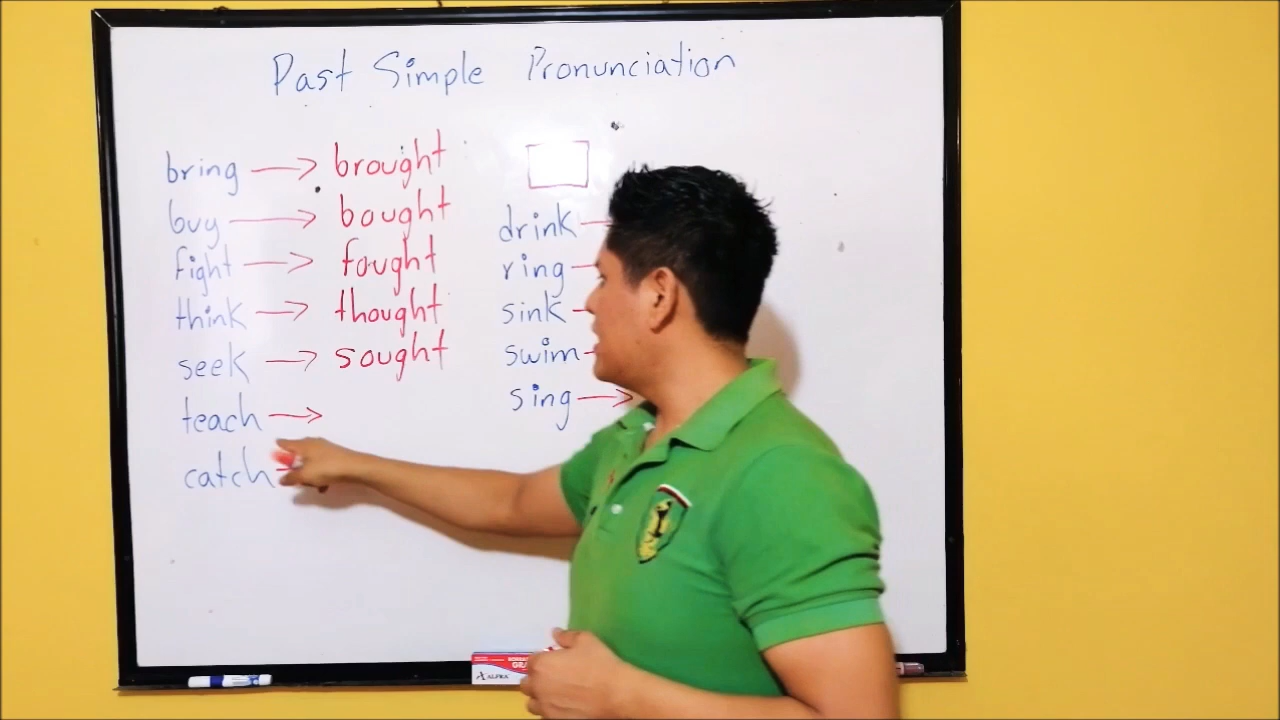 Past Simple Pronunciation
bring → brought
buy → bought
fight → fought
think → thought
seek → sought
teach →
catch
drink
ring
sink
swim
sing →
ALFRA